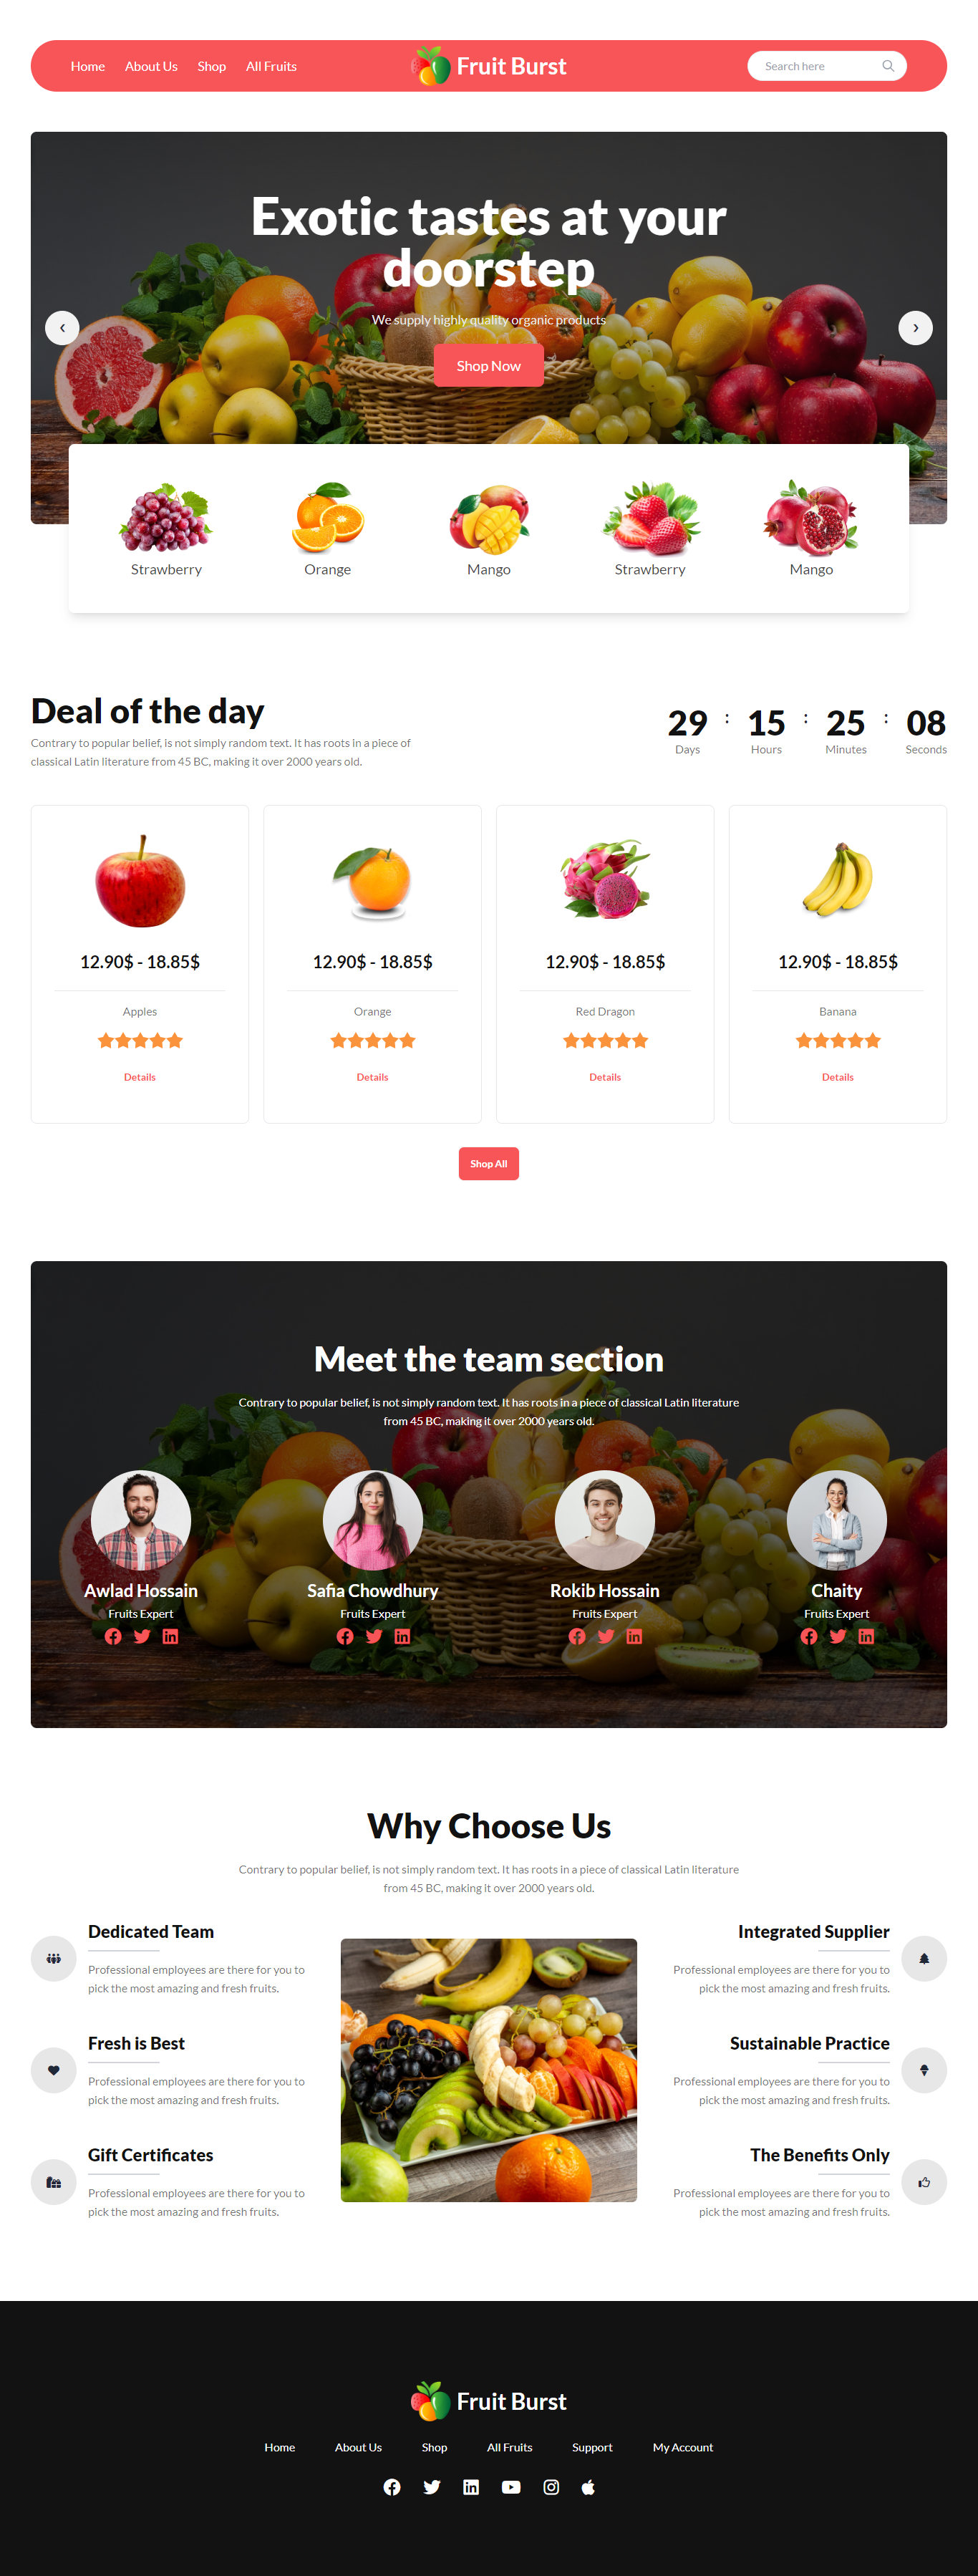 Home About Us Shop All Fruits Fruit Burst Search here
Exotic tastes at your
doorstep
We supply highly quality organic products
Shop Now
Strawberry Orange Mango Strawberry Mango
Deal of the day
Contrary to popular belief, is not simply random text. It has roots in a piece of
classical Latin literature from 45 BC, making it over 2000 years old.
29 : 15 : 25 : 08
Days Hours Minutes Seconds
12.90$ - 18.85$ 12.90$ - 18.85$ 12.90$ - 18.85$ 12.90$ - 18.85$
Apples Orange Red Dragon Banana
Details Details Details Details
Shop All
Meet the team section
Contrary to popular belief, is not simply random text. It has roots in a piece of classical Latin literature
from 45 BC, making it over 2000 years old.
Awlad Hossain Safia Chowdhury Rokib Hossain Chaity
Fruits Expert Fruits Expert Fruits Expert Fruits Expert
Why Choose Us
Contrary to popular belief, is not simply random text. It has roots in a piece of classical Latin literature
from 45 BC, making it over 2000 years old.
Dedicated Team
Professional employees are there for you to
pick the most amazing and fresh fruits.
Fresh is Best
Professional employees are there for you to
pick the most amazing and fresh fruits.
Gift Certificates
Professional employees are there for you to
pick the most amazing and fresh fruits.
Integrated Supplier
Professional employees are there for you to
pick the most amazing and fresh fruits.
Sustainable Practice
Professional employees are there for you to
pick the most amazing and fresh fruits.
The Benefits Only
Professional employees are there for you to
pick the most amazing and fresh fruits.
Fruit Burst
Home About Us Shop All Fruits Support My Account